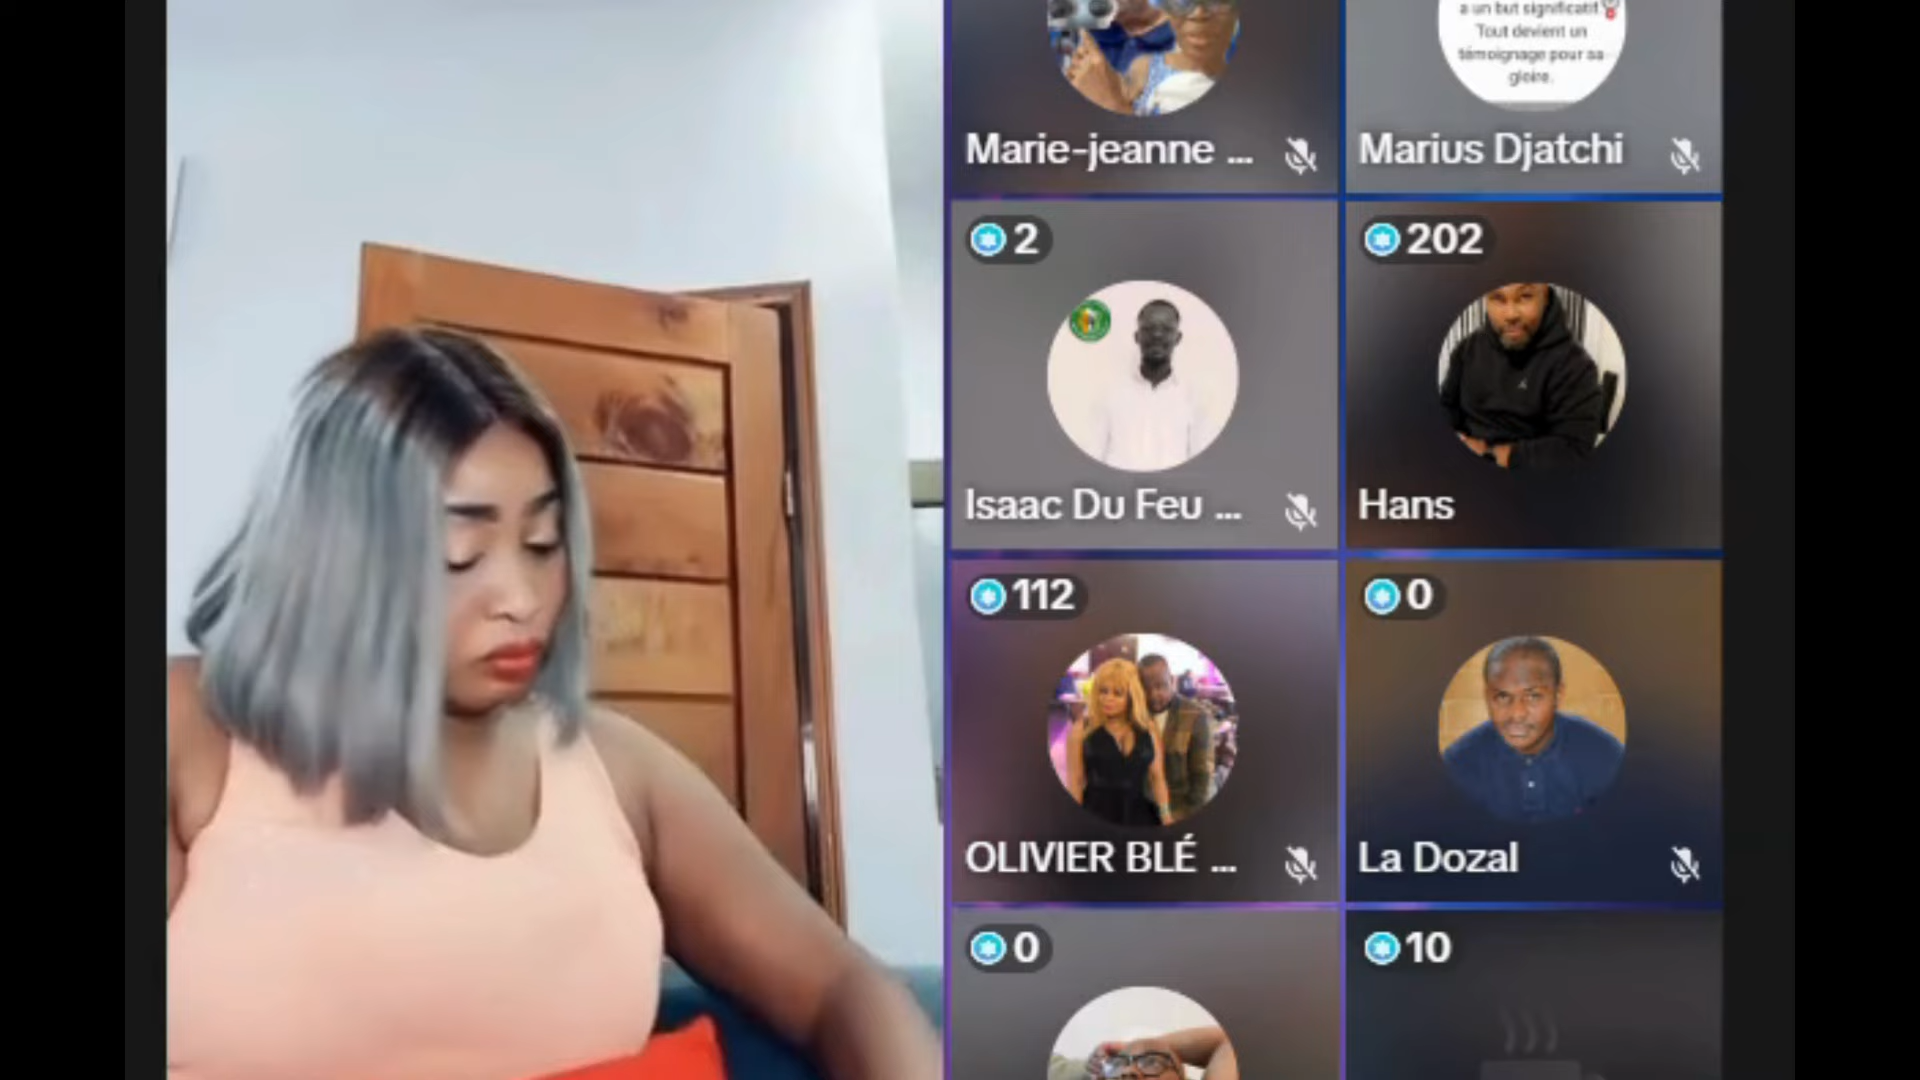 a un but significatif.
Tout devient un
témoignage pour sa
gloire.
Marie-jeanne ...
Marius Djatchi
2
202
Isaac Du Feu ...
Hans
112
0
OLIVIER BLÉ ...
La Dozal
0
10